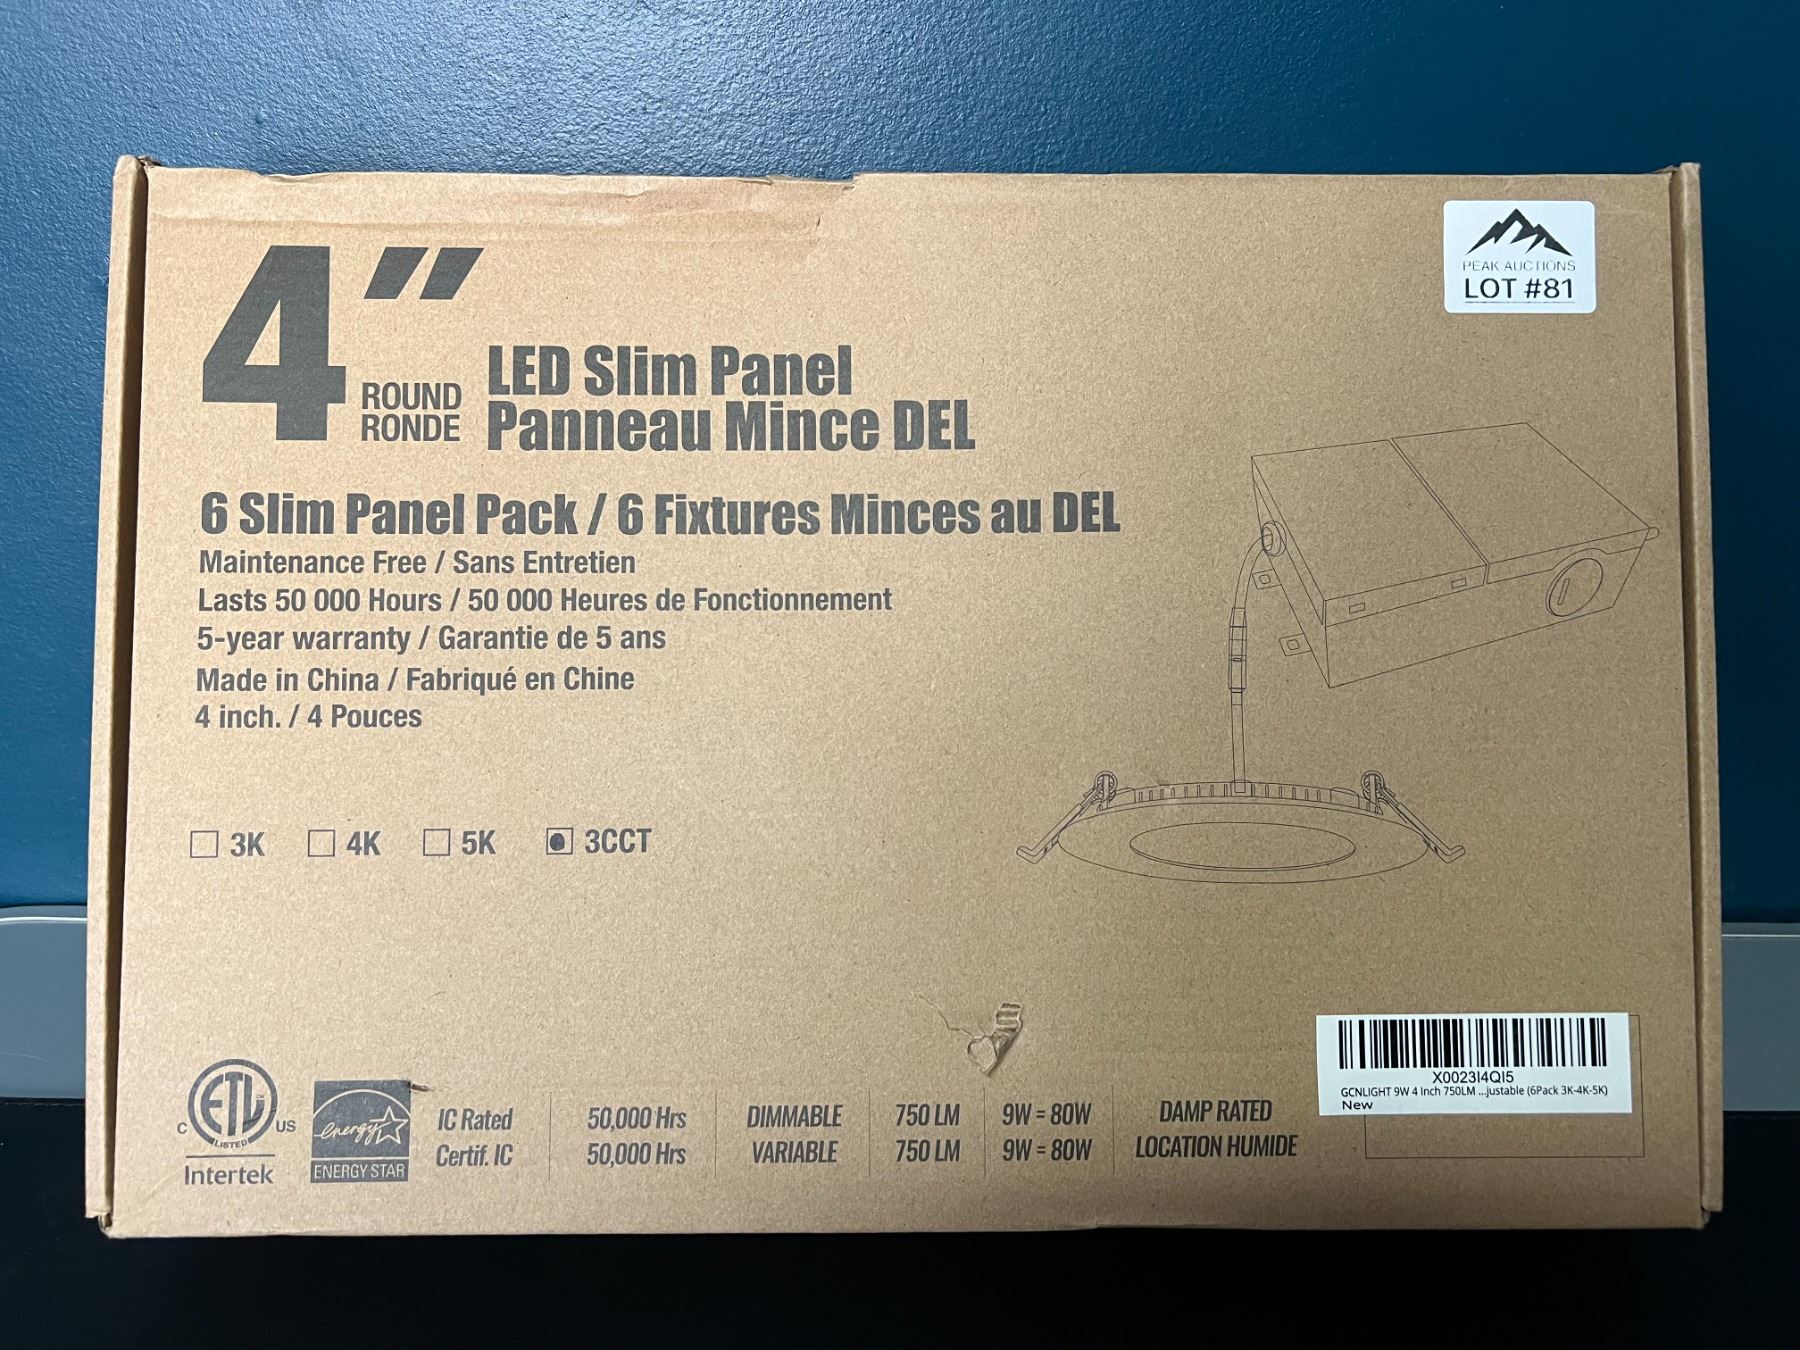 4"
ROUND
RONDE
LED Slim Panel
Panneau Mince DEL
PEAK AUCTIONS
LOT #81
6 Slim Panel Pack / 6 Fixtures Minces au DEL
Maintenance Free / Sans Entretien
Lasts 50 000 Hours / 50 000 Heures de Fonctionnement
5-year warranty / Garantie de 5 ans
Made in China / Fabriqué en Chine
4 inch. / 4 Pouces
3K 4K 5K 3CCT
C ETL US
LISTED
Intertek
energy
ENERGY STAR
IC Rated
Certif. IC
50,000 Hrs
50,000 Hrs
DIMMABLE
VARIABLE
750 LM
750 LM
9W = 80W
9W = 80W
DAMP RATED
LOCATION HUMIDE
X0023I4QI5
GCNLIGHT 9W 4 Inch 750LM ...justable (6Pack 3K-4K-5K)
New